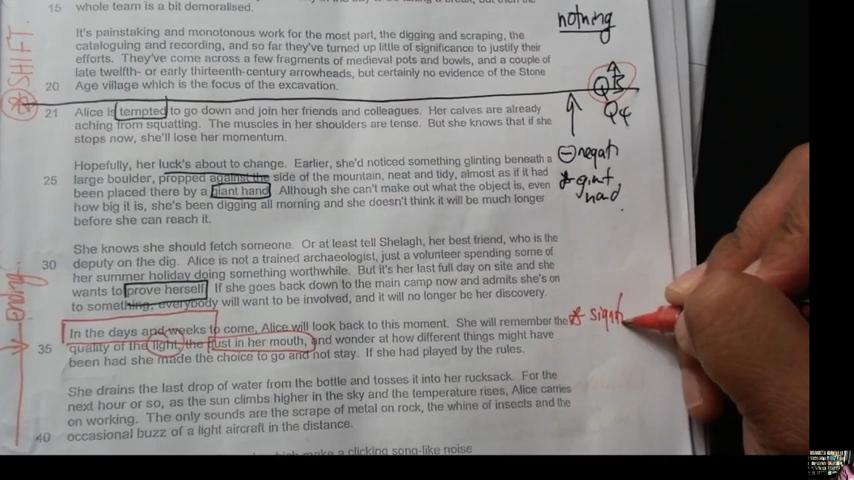 15 whole team is a bit demoralised.
nothing
It's painstaking and monotonous work for the most part, the digging and scraping, the
cataloguing and recording, and so far they've turned up little of significance to justify their
efforts. They've come across a few fragments of medieval pots and bowls, and a couple of
late twelfth- or early thirteenth-century arrowheads, but certainly no evidence of the Stone
20 Age village which is the focus of the excavation.
SHIFT
Q4
21 Alice is tempted to go down and join her friends and colleagues. Her calves are already
aching from squatting. The muscles in her shoulders are tense. But she knows that if she
stops now, she'll lose her momentum.
Hopefully, her luck's about to change. Earlier, she'd noticed something glinting beneath a
25 large boulder, propped against the side of the mountain, neat and tidy, almost as if it had
been placed there by a giant hand. Although she can't make out what the object is, even
how big it is, she's been digging all morning and she doesn't think it will be much longer
before she can reach it.
negati
hand
She knows she should fetch someone. Or at least tell Shelagh, her best friend, who is the
30 deputy on the dig. Alice is not a trained archaeologist, just a volunteer spending some of
her summer holiday doing something worthwhile. But it's her last full day on site and she
wants to prove herself. If she goes back down to the main camp now and admits she's on
to something, everybody will want to be involved, and it will no longer be her discovery.
Ending
In the days and weeks to come, Alice will look back to this moment. She will remember the
35 quality of the light, the dust in her mouth, and wonder at how different things might have
been had she made the choice to go and not stay. If she had played by the rules.
sight
She drains the last drop of water from the bottle and tosses it into her rucksack. For the
next hour or so, as the sun climbs higher in the sky and the temperature rises, Alice carries
on working. The only sounds are the scrape of metal on rock, the whine of insects and the
40 occasional buzz of a light aircraft in the distance.
make a clicking song-like noise